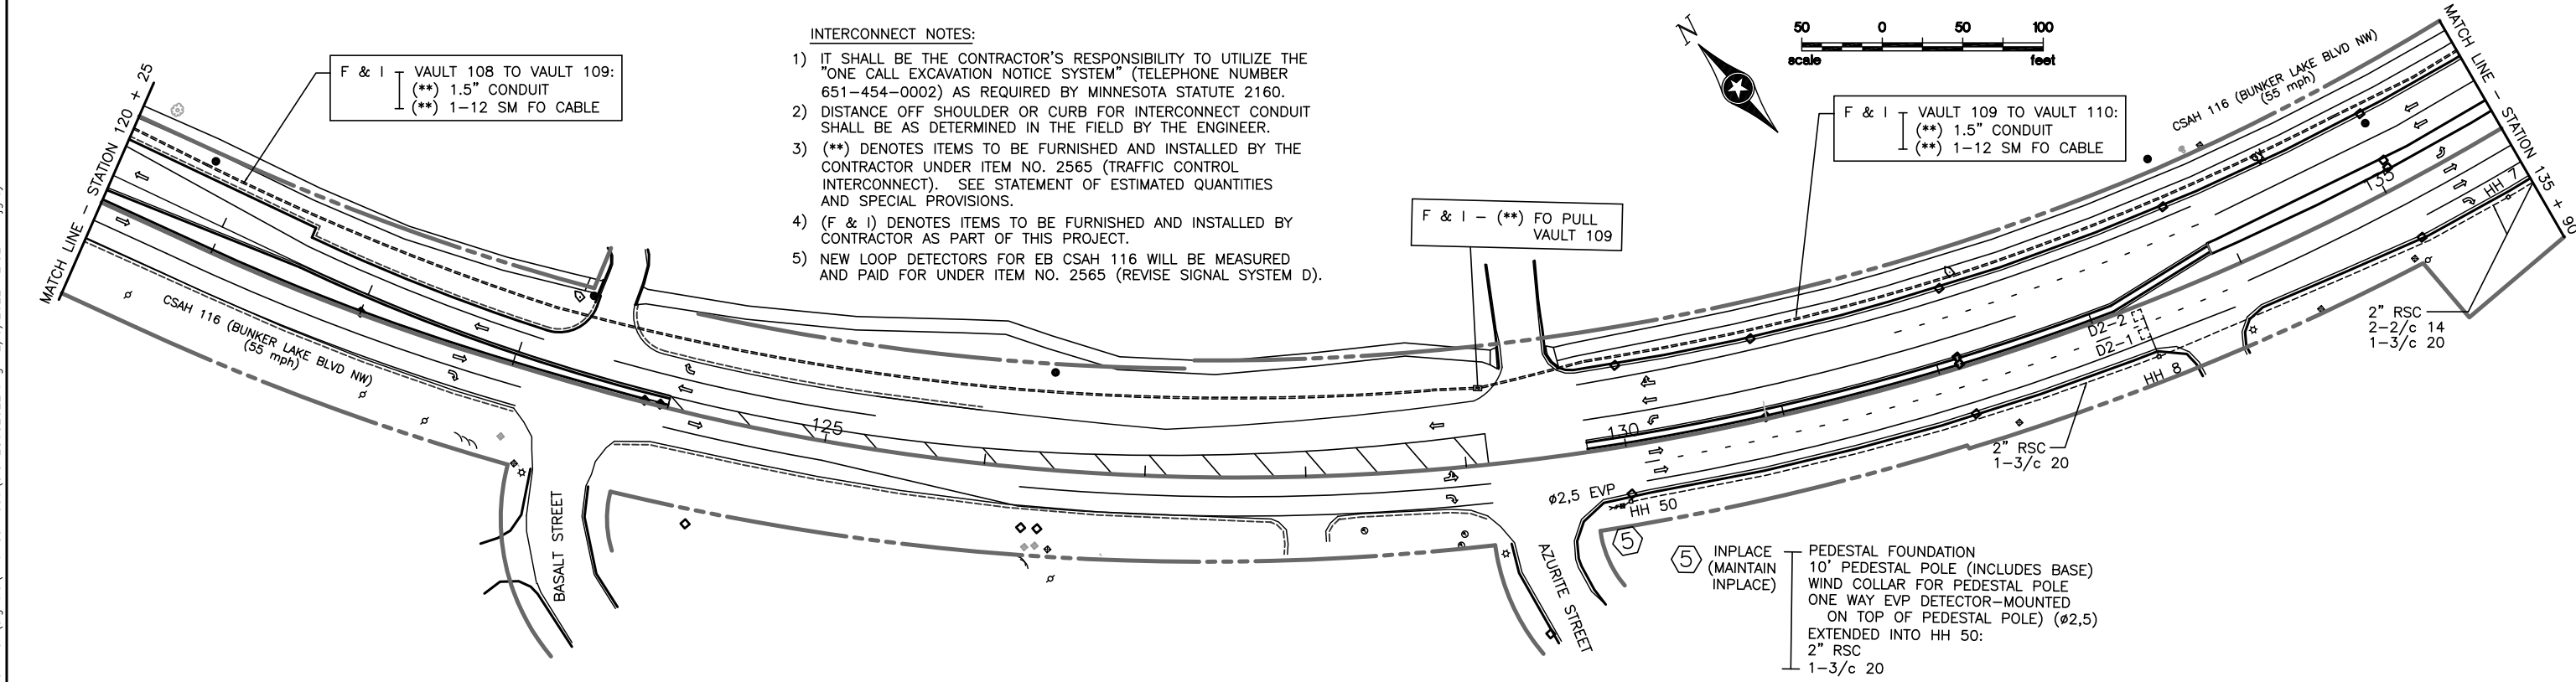 INTERCONNECT NOTES:
1) IT SHALL BE THE CONTRACTOR'S RESPONSIBILITY TO UTILIZE THE
"ONE CALL EXCAVATION NOTICE SYSTEM" (TELEPHONE NUMBER
651-454-0002) AS REQUIRED BY MINNESOTA STATUTE 2160.
2) DISTANCE OFF SHOULDER OR CURB FOR INTERCONNECT CONDUIT
SHALL BE AS DETERMINED IN THE FIELD BY THE ENGINEER.
3) (**) DENOTES ITEMS TO BE FURNISHED AND INSTALLED BY THE
CONTRACTOR UNDER ITEM NO. 2565 (TRAFFIC CONTROL
INTERCONNECT). SEE STATEMENT OF ESTIMATED QUANTITIES
AND SPECIAL PROVISIONS.
4) (F & I) DENOTES ITEMS TO BE FURNISHED AND INSTALLED BY
CONTRACTOR AS PART OF THIS PROJECT.
5) NEW LOOP DETECTORS FOR EB CSAH 116 WILL BE MEASURED
AND PAID FOR UNDER ITEM NO. 2565 (REVISE SIGNAL SYSTEM D).
MATCH LINE - STATION 120 + 25
F & I VAULT 108 TO VAULT 109:
(**) 1.5" CONDUIT
(**) 1-12 SM FO CABLE
CSAH 116 (BUNKER LAKE BLVD NW)
(55 mph)
BASALT STREET
125
N
50 0 50 100
scale feet
F & I - (**) FO PULL
VAULT 109
F & I VAULT 109 TO VAULT 110:
(**) 1.5" CONDUIT
(**) 1-12 SM FO CABLE
CSAH 116 (BUNKER LAKE BLVD NW)
(55 mph)
MATCH LINE - STATION 135 + 90
135
HH 7
2" RSC
2-2/c 14
1-3/c 20
D2-2
D2-1
HH 8
130
2" RSC
1-3/c 20
ø2,5 EVP
HH 50
5
AZURITE STREET
5 INPLACE
(MAINTAIN
INPLACE)
PEDESTAL FOUNDATION
10' PEDESTAL POLE (INCLUDES BASE)
WIND COLLAR FOR PEDESTAL POLE
ONE WAY EVP DETECTOR-MOUNTED
ON TOP OF PEDESTAL POLE) (ø2,5)
EXTENDED INTO HH 50:
2" RSC
1-3/c 20